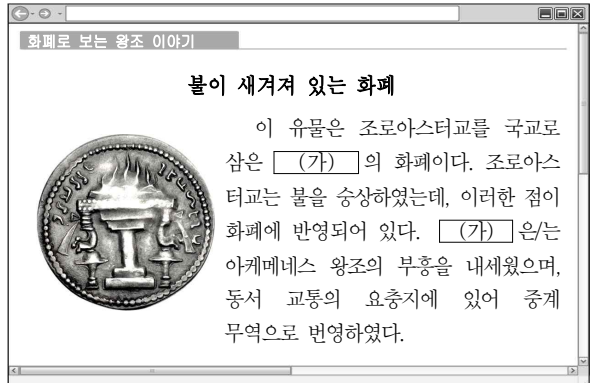 화폐로 보는 왕조 이야기
불이 새겨져 있는 화폐
이 유물은 조로아스터교를 국교로
삼은 (가) 의 화폐이다. 조로아스
터교는 불을 숭상하였는데, 이러한 점이
화폐에 반영되어 있다. (가) 은/는
아케메네스 왕조의 부흥을 내세웠으며,
동서 교통의 요충지에 있어 중계
무역으로 번영하였다.